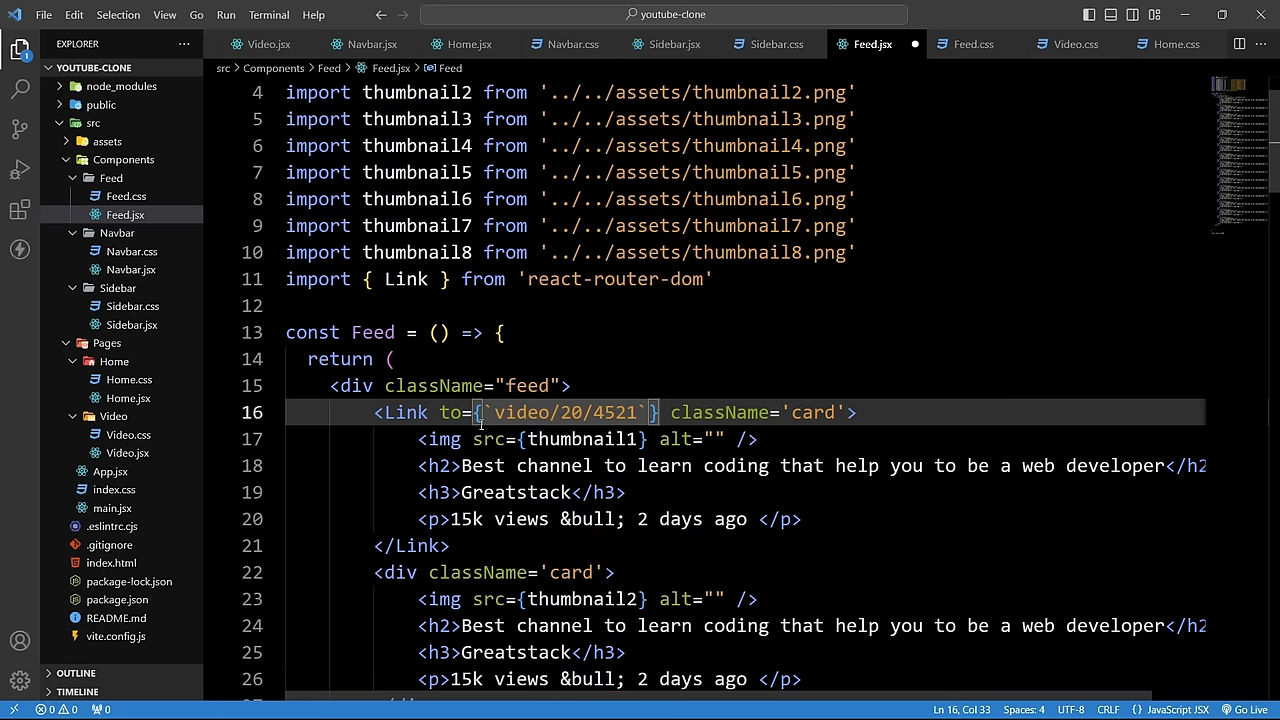 File Edit Selection View Go Run Terminal Help
youtube-clone
EXPLORER
Video.jsx Navbar.jsx Home.jsx Navbar.css Sidebar.jsx Sidebar.css Feed.jsx Feed.css Video.css Home.css
src > Components > Feed > Feed.jsx > Feed
YOUTUBE-CLONE
node_modules
public
src
assets
Components
Feed
Feed.css
Feed.jsx
Navbar
Navbar.css
Navbar.jsx
Sidebar
Sidebar.css
Sidebar.jsx
Pages
Home
Home.css
Home.jsx
Video
Video.css
Video.jsx
App.jsx
index.css
main.jsx
.eslintrc.cjs
.gitignore
index.html
package-lock.json
package.json
README.md
vite.config.js
OUTLINE
TIMELINE
1
4 import thumbnail2 from '../../assets/thumbnail2.png'
5 import thumbnail3 from '../../assets/thumbnail3.png'
6 import thumbnail4 from '../../assets/thumbnail4.png'
7 import thumbnail5 from '../../assets/thumbnail5.png'
8 import thumbnail6 from '../../assets/thumbnail6.png'
9 import thumbnail7 from '../../assets/thumbnail7.png'
10 import thumbnail8 from '../../assets/thumbnail8.png'
11 import { Link } from 'react-router-dom'
12
13 const Feed = () => {
14 return (
15 <div className="feed">
16 <Link to={`video/20/4521`} className='card'>
17 <img src={thumbnail1} alt="" />
18 <h2>Best channel to learn coding that help you to be a web developer</h2
19 <h3>Greatstack</h3>
20 <p>15k views &bull; 2 days ago </p>
21 </Link>
22 <div className='card'>
23 <img src={thumbnail2} alt="" />
24 <h2>Best channel to learn coding that help you to be a web developer</h2
25 <h3>Greatstack</h3>
26 <p>15k views &bull; 2 days ago </p>
0 0 0 Ln 16, Col 33 Spaces: 4 UTF-8 CRLF {} JavaScript JSX Go Live